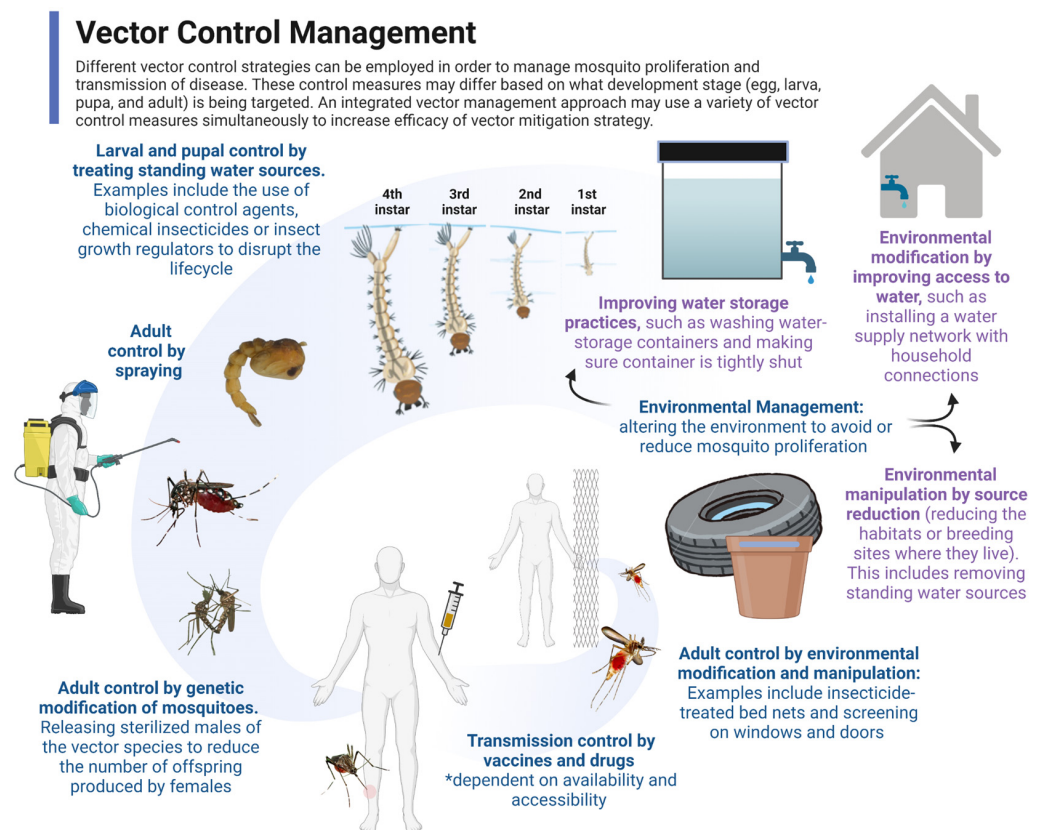 Vector Control Management
Different vector control strategies can be employed in order to manage mosquito proliferation and
transmission of disease. These control measures may differ based on what development stage (egg, larva,
pupa, and adult) is being targeted. An integrated vector management approach may use a variety of vector
control measures simultaneously to increase efficacy of vector mitigation strategy.
Larval and pupal control by
treating standing water sources.
Examples include the use of
biological control agents,
chemical insecticides or insect
growth regulators to disrupt the
lifecycle
4th
instar
3rd
instar
2nd
instar
1st
instar
Improving water storage
practices, such as washing water-
storage containers and making
sure container is tightly shut
Environmental
modification by
improving access to
water, such as
installing a water
supply network with
household
connections
Adult
control by
spraying
Environmental Management:
altering the environment to avoid or
reduce mosquito proliferation
Environmental
manipulation by source
reduction (reducing the
habitats or breeding
sites where they live).
This includes removing
standing water sources
Adult control by environmental
modification and manipulation:
Examples include insecticide-
treated bed nets and screening
on windows and doors
Adult control by genetic
modification of mosquitoes.
Releasing sterilized males of
the vector species to reduce
the number of offspring
produced by females
Transmission control by
vaccines and drugs
*dependent on availability and
accessibility